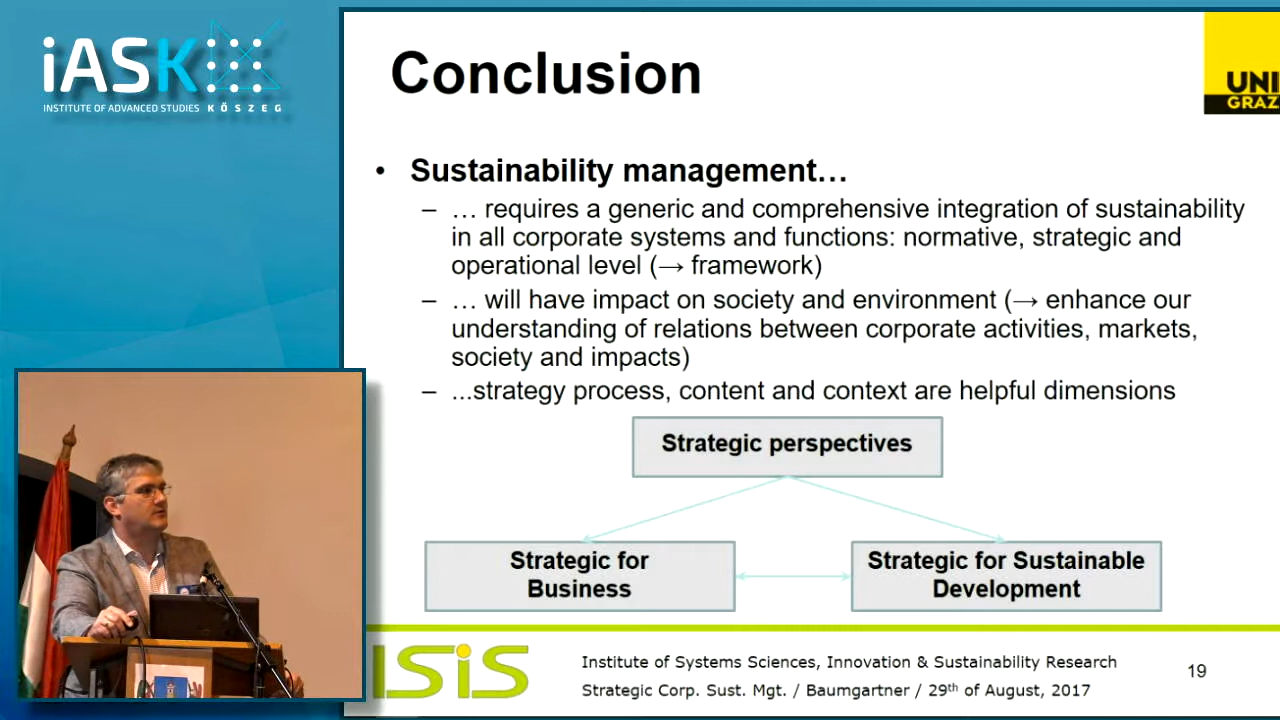 iASK
INSTITUTE OF ADVANCED STUDIES KŐSZEG
Conclusion
UNI
GRAZ
• Sustainability management…
– … requires a generic and comprehensive integration of sustainability
in all corporate systems and functions: normative, strategic and
operational level (→ framework)
– … will have impact on society and environment (→ enhance our
understanding of relations between corporate activities, markets,
society and impacts)
– ...strategy process, content and context are helpful dimensions
Strategic perspectives
Strategic for
Business
Strategic for Sustainable
Development
ISiS
Institute of Systems Sciences, Innovation & Sustainability Research
Strategic Corp. Sust. Mgt. / Baumgartner / 29th of August, 2017
19